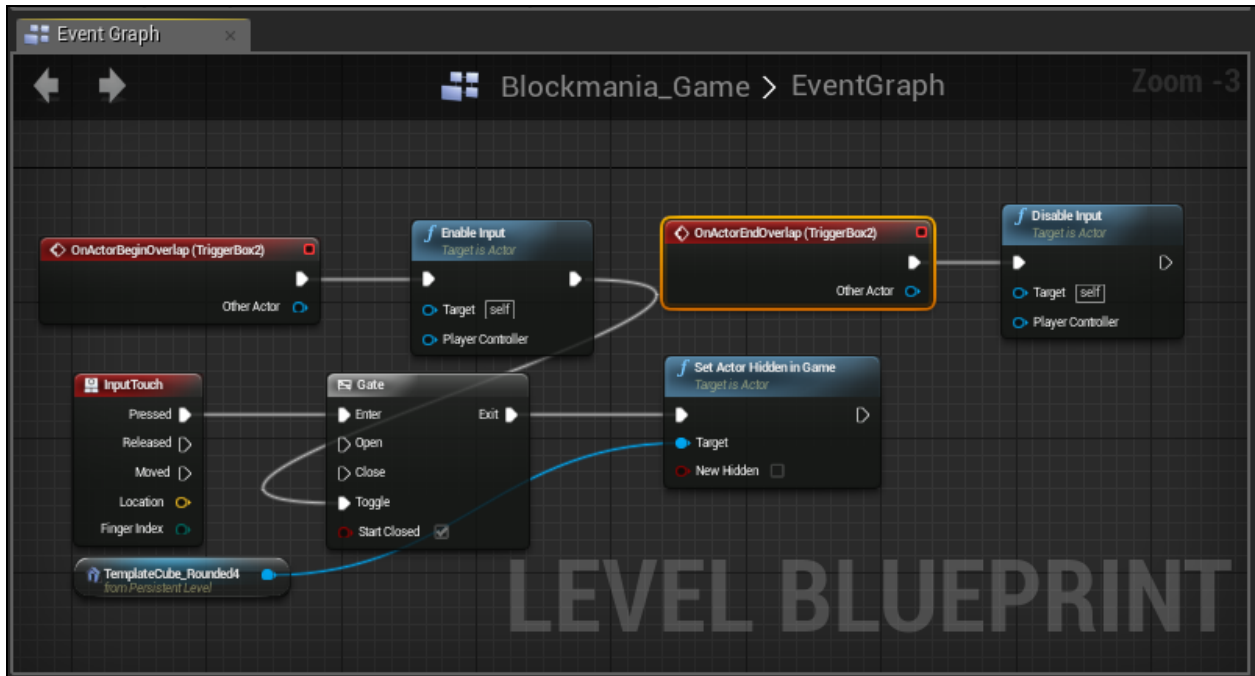 Event Graph
Blockmania_Game > EventGraph
Zoom -3
OnActorBeginOverlap (TriggerBox2)
Other Actor
Enable Input
Target is Actor
Target self
Player Controller
OnActorEndOverlap (TriggerBox2)
Other Actor
Disable Input
Target is Actor
Target self
Player Controller
InputTouch
Pressed
Released
Moved
Location
Finger Index
Gate
Enter Exit
Open
Close
Toggle
Start Closed
Set Actor Hidden in Game
Target is Actor
Target
New Hidden
TemplateCube_Rounded4
from Persistent Level
LEVEL BLUEPRINT